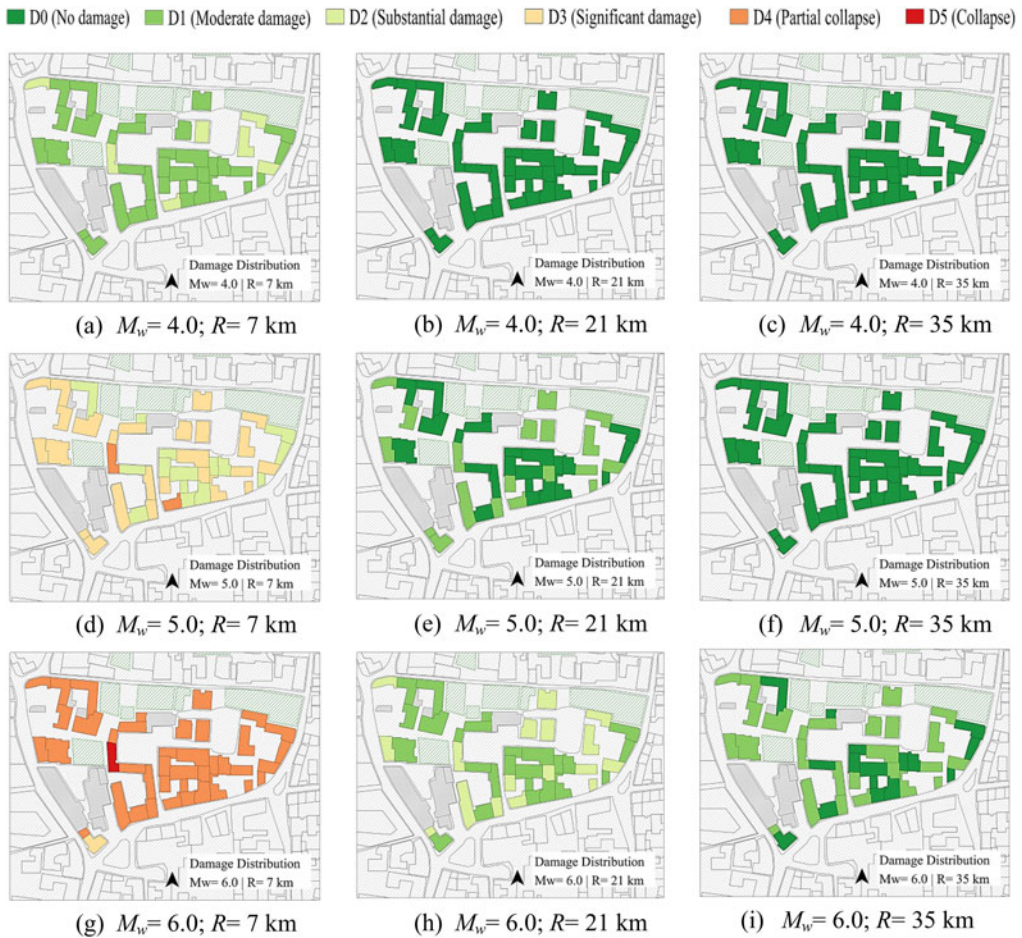 D0 (No damage) D1 (Moderate damage) D2 (Substantial damage) D3 (Significant damage) D4 (Partial collapse) D5 (Collapse)
Damage Distribution
Mw= 4.0 | R= 7 km
Damage Distribution
Mw= 4.0 | R= 21 km
Damage Distribution
Mw= 4.0 | R= 35 km
(a) Mw= 4.0; R= 7 km
(b) Mw= 4.0; R= 21 km
(c) Mw= 4.0; R= 35 km
Damage Distribution
Mw= 5.0 | R= 7 km
Damage Distribution
Mw= 5.0 | R= 21 km
Damage Distribution
Mw= 5.0 | R= 35 km
(d) Mw= 5.0; R= 7 km
(e) Mw= 5.0; R= 21 km
(f) Mw= 5.0; R= 35 km
Damage Distribution
Mw= 6.0 | R= 7 km
Damage Distribution
Mw= 6.0 | R= 21 km
Damage Distribution
Mw= 6.0 | R= 35 km
(g) Mw= 6.0; R= 7 km
(h) Mw= 6.0; R= 21 km
(i) Mw= 6.0; R= 35 km